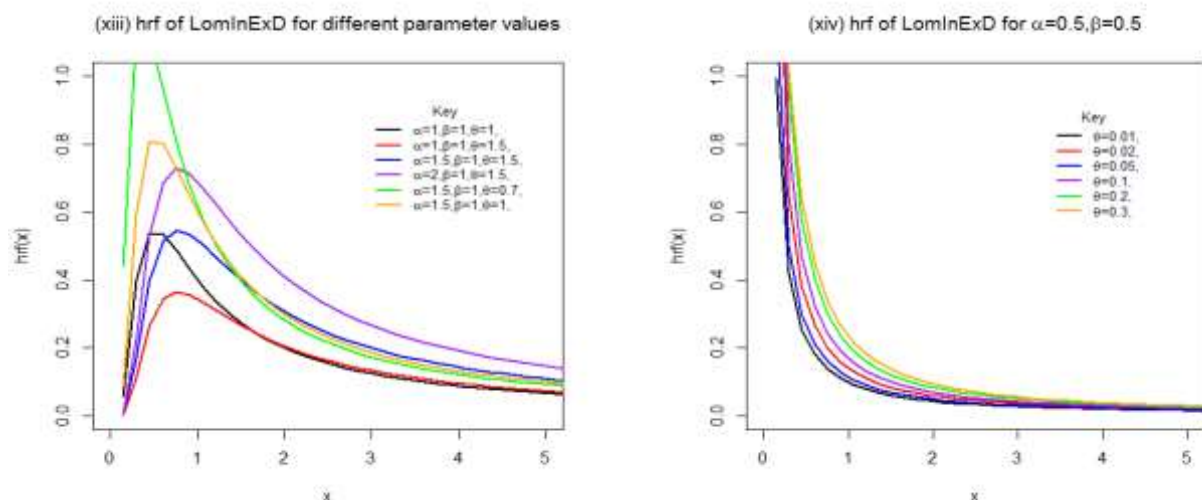 (xiii) hrf of LomInExD for different parameter values
hrf(x)
1.0
0.8
0.6
0.4
0.2
0.0
Key
α=1,β=1,θ=1,
α=1,β=1,θ=1.5,
α=1.5,β=1,θ=1.5,
α=2,β=1,θ=1.5,
α=1.5,β=1,θ=0.7,
α=1.5,β=1,θ=1,
0 1 2 3 4 5
x
(xiv) hrf of LomInExD for α=0.5,β=0.5
hrf(x)
1.0
0.8
0.6
0.4
0.2
0.0
Key
θ=0.01,
θ=0.02,
θ=0.05,
θ=0.1,
θ=0.2,
θ=0.3,
0 1 2 3 4 5
x